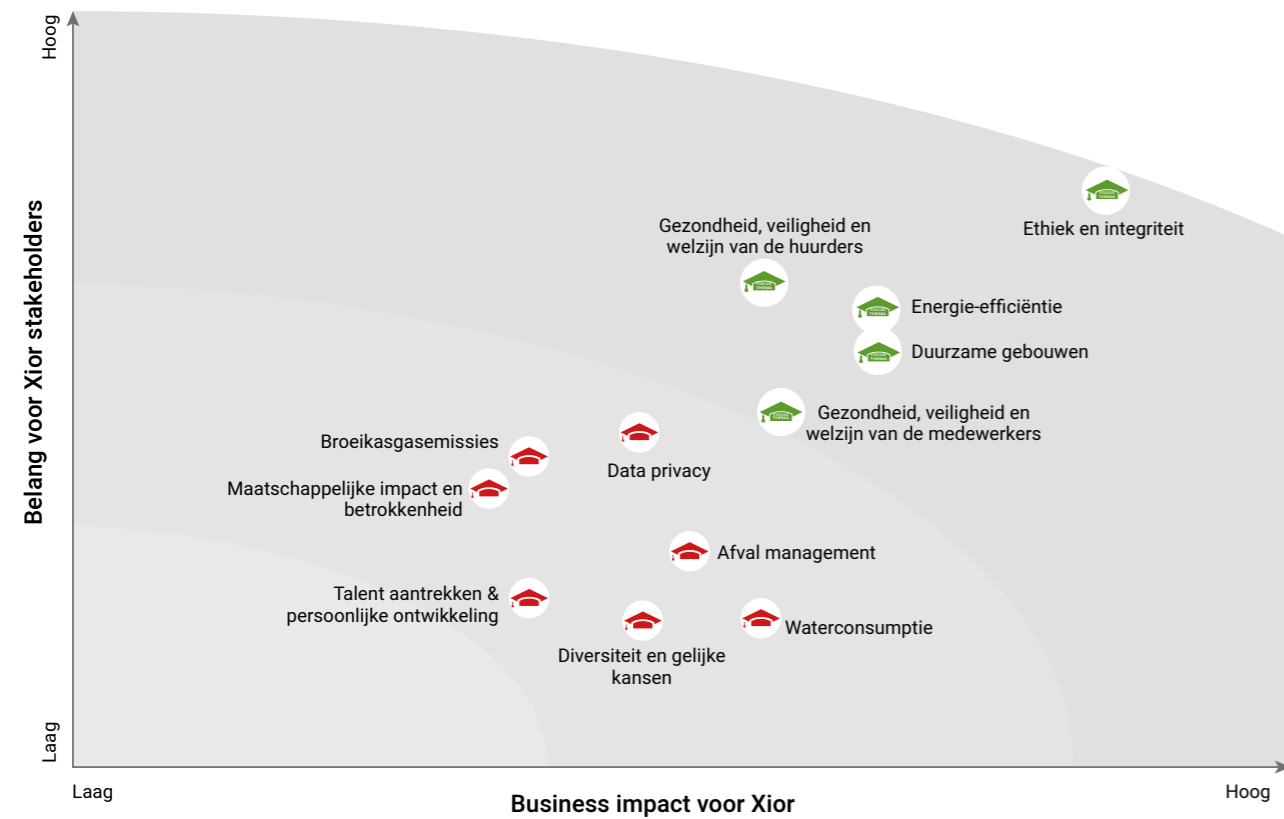 Hoog
Belang voor Xior stakeholders
Laag
Ethiek en integriteit
Gezondheid, veiligheid en
welzijn van de huurders
Energie-efficiëntie
Duurzame gebouwen
Gezondheid, veiligheid en
welzijn van de medewerkers
Broeikasgasemissies
Data privacy
Maatschappelijke impact en
betrokkenheid
Afval management
Talent aantrekken &
persoonlijke ontwikkeling
Waterconsumptie
Diversiteit en gelijke
kansen
Laag
Business impact voor Xior
Hoog